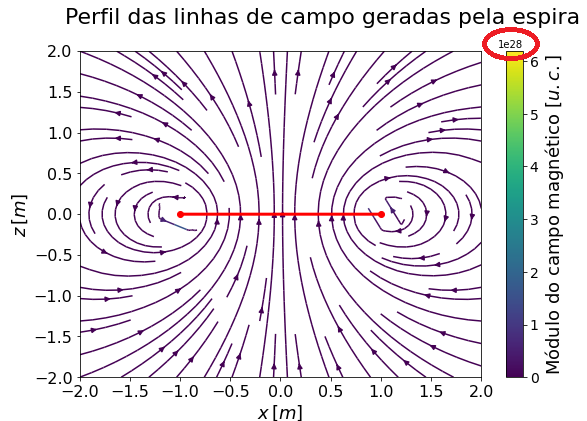 Perfil das linhas de campo geradas pela espira
1e28
2.0
1.5
1.0
0.5
0.0
−0.5
−1.0
−1.5
−2.0
z [m]
−2.0 −1.5 −1.0 −0.5 0.0 0.5 1.0 1.5 2.0
x [m]
6
5
4
3
2
1
0
Módulo do campo magnético [u. c.]